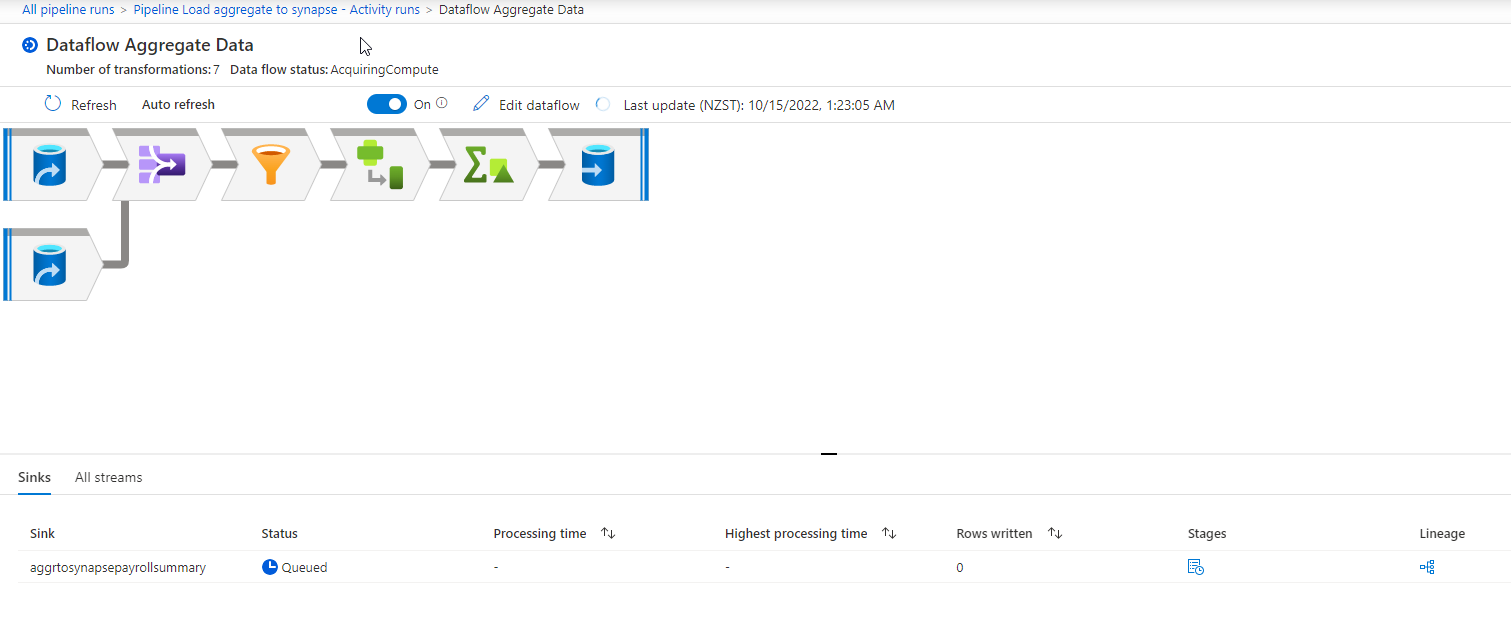 All pipeline runs > Pipeline Load aggregate to synapse - Activity runs > Dataflow Aggregate Data
Dataflow Aggregate Data
Number of transformations: 7 Data flow status: AcquiringCompute
Refresh Auto refresh On Edit dataflow Last update (NZST): 10/15/2022, 1:23:05 AM
Sinks All streams
Sink Status Processing time Highest processing time Rows written Stages Lineage
aggrtosynapsepayrollsummary Queued - - 0